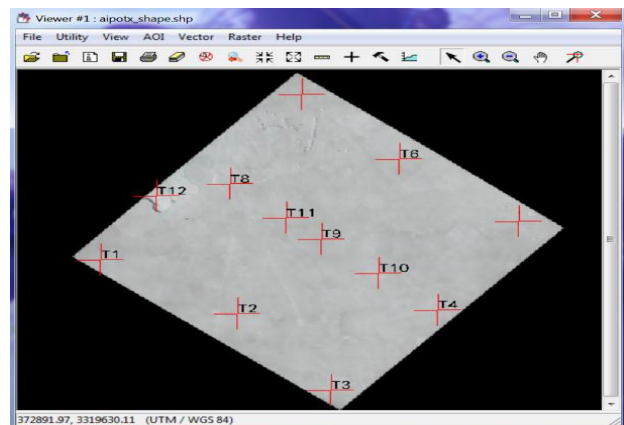 Viewer #1 : aipotx_shape.shp
File Utility View AOI Vector Raster Help
T6
T8
T12
T11
T9
T1
T10
T2
T4
T3
372891.97, 3319630.11 (UTM / WGS 84)